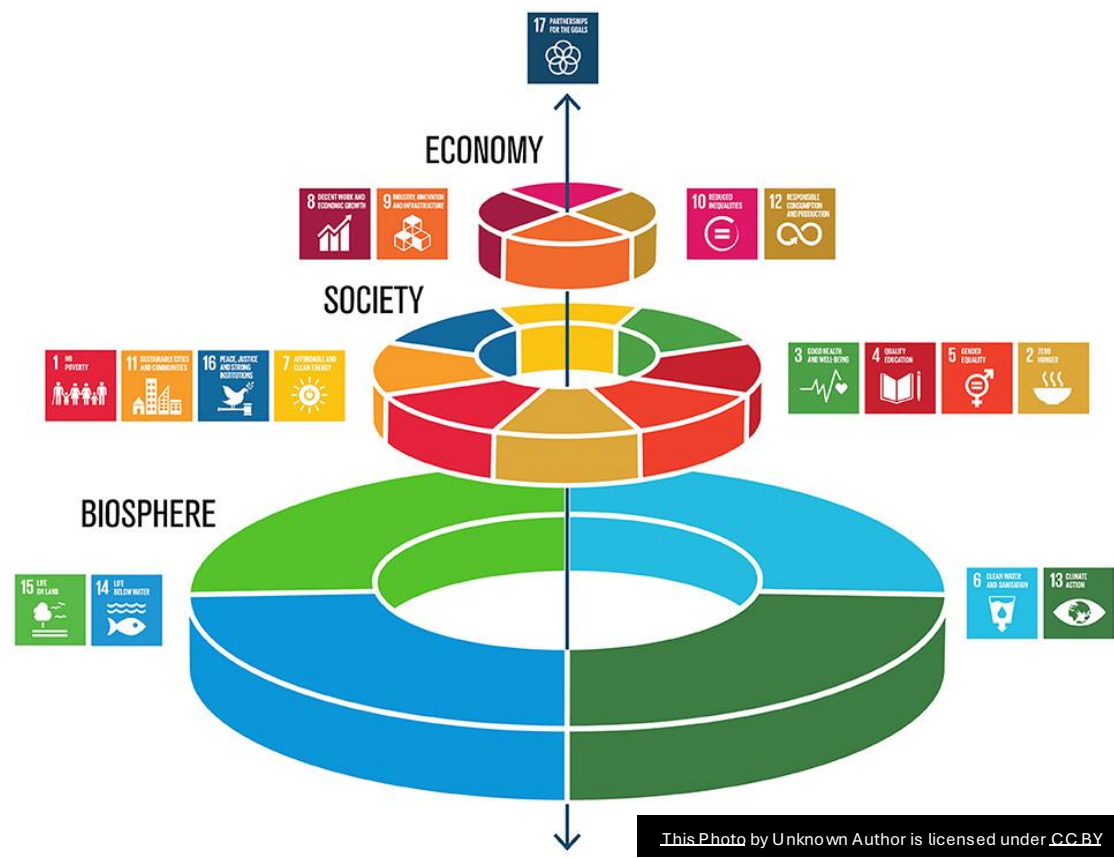 17 PARTNERSHIPS
FOR THE GOALS
ECONOMY
8 DECENT WORK AND
ECONOMIC GROWTH
9 INDUSTRY, INNOVATION
AND INFRASTRUCTURE
10 REDUCED
INEQUALITIES
12 RESPONSIBLE
CONSUMPTION
AND PRODUCTION
SOCIETY
1 NO
POVERTY
11 SUSTAINABLE CITIES
AND COMMUNITIES
16 PEACE, JUSTICE
AND STRONG
INSTITUTIONS
7 AFFORDABLE AND
CLEAN ENERGY
3 GOOD HEALTH
AND WELL-BEING
4 QUALITY
EDUCATION
5 GENDER
EQUALITY
2 ZERO
HUNGER
BIOSPHERE
15 LIFE
ON LAND
14 LIFE
BELOW WATER
6 CLEAN WATER
AND SANITATION
13 CLIMATE
ACTION
This Photo by Unknown Author is licensed under CC BY